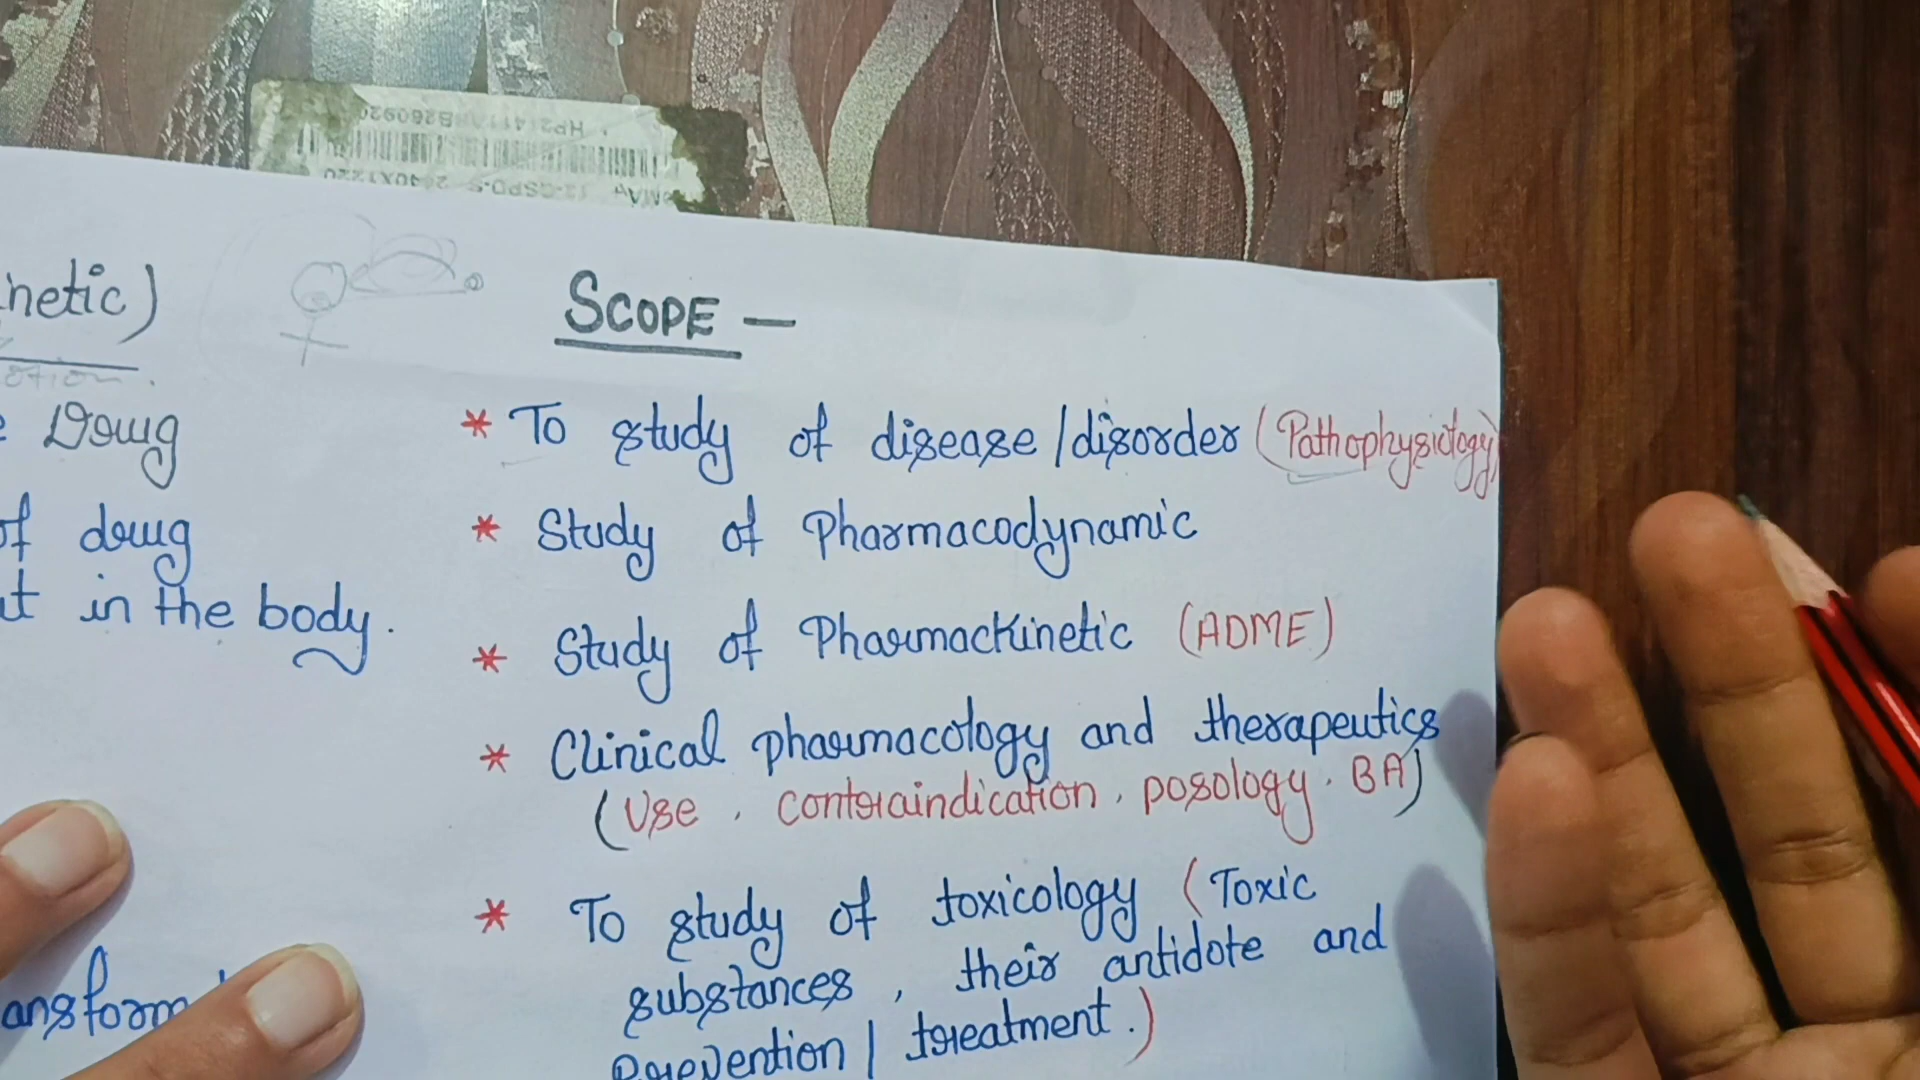 netic)
Drug
of drug
in the body.
ansform
SCOPE —
* To study of disease/disorder (Pathophysiology)
* Study of Pharmacodynamic
* Study of Pharmackinetic (ADME)
* Clinical pharmacology and therapeutics
(Use, contraindication, posology, BA)
* To study of toxicology (Toxic
substances, their antidote and
Prevention / treatment.)